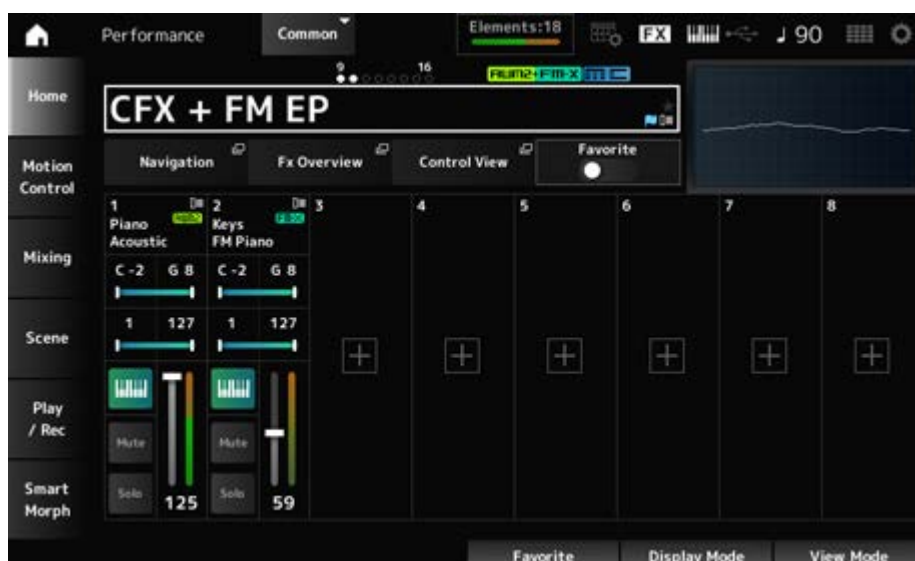 Performance
Common
Elements:18
FX
♩ 90
9
16
AWM2+FM-X
MC
CFX + FM EP
Navigation
Fx Overview
Control View
Favorite
Home
Motion
Control
Mixing
Scene
Play
/ Rec
Smart
Morph
1
Piano
Acoustic
C -2 G 8
1 127
Mute
Solo
125
2
Keys
FM Piano
C -2 G 8
1 127
Mute
Solo
59
3
4
5
6
7
8
Favorite
Display Mode
View Mode